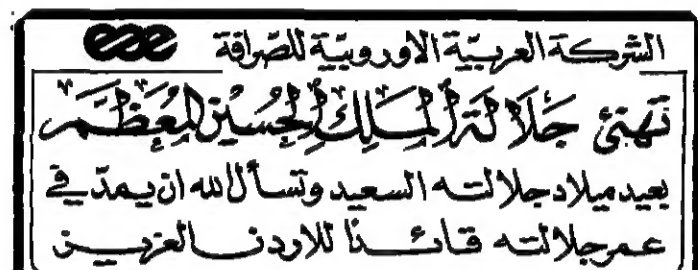 الشركة العربية الاوروبية للصرافة
تهنئ جلالة الملك الحسين المعظم
بعيد ميلاد جلالته السعيد وتسأل الله ان يمد في
عمر جلالته قائدنا للاردن العزيز